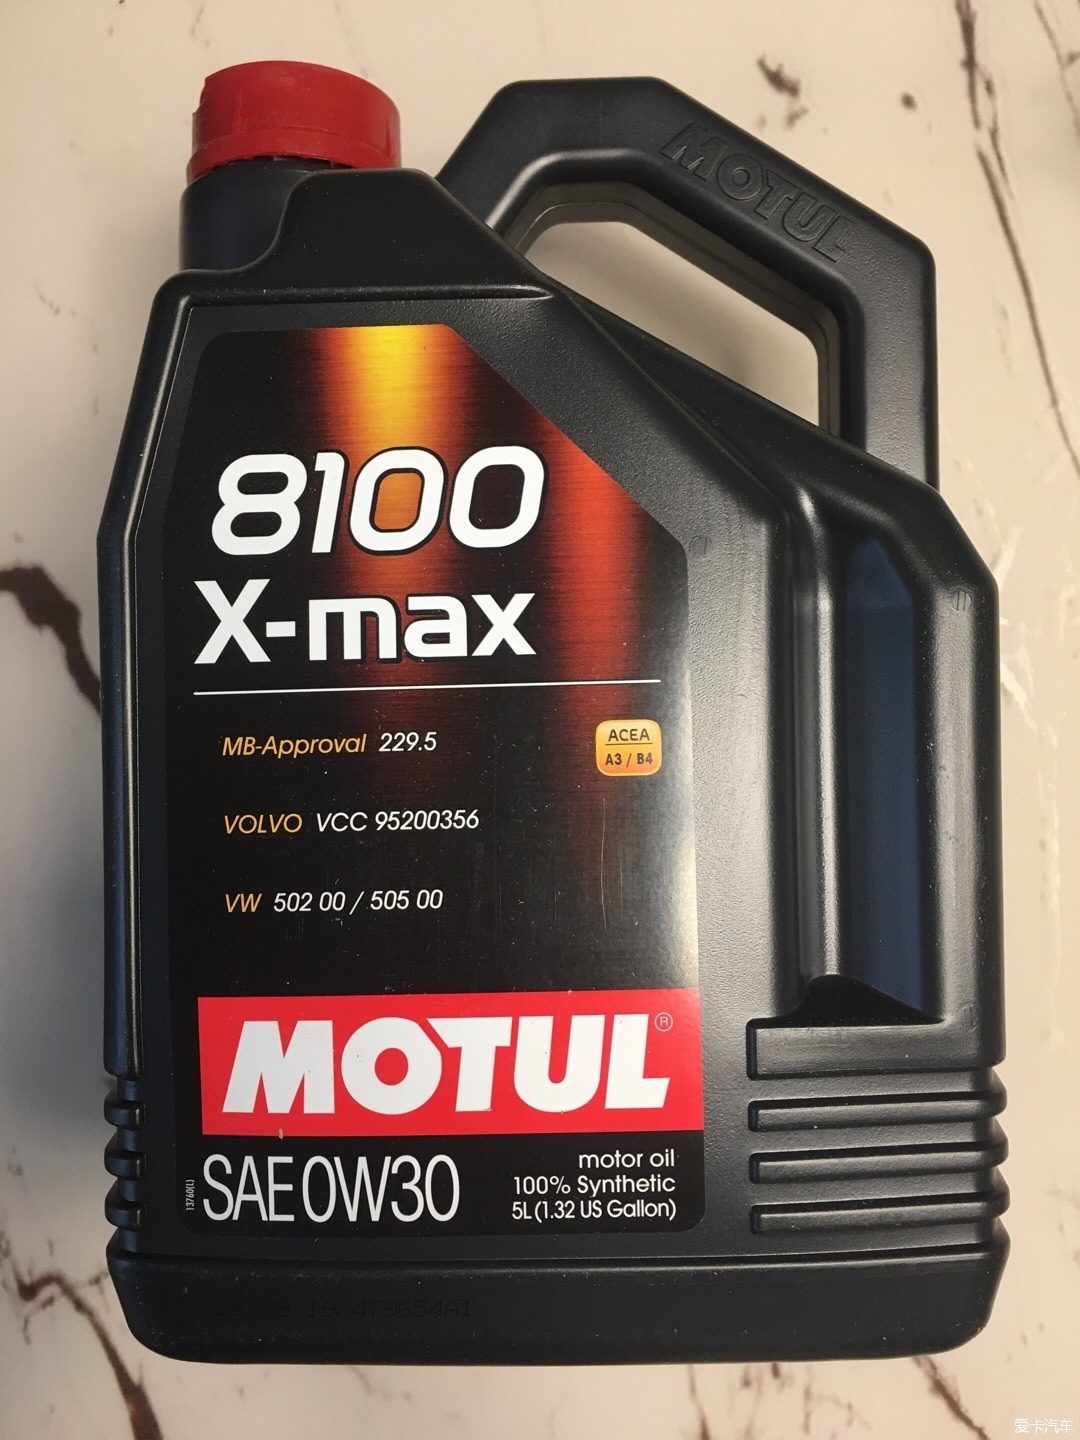 MOTUL
8100
X-max
MB-Approval 229.5
ACEA
A3 / B4
VOLVO VCC 95200356
VW 502 00 / 505 00
MOTUL®
SAE 0W30
motor oil
100% Synthetic
5L (1.32 US Gallon)
13760(L)
爱卡汽车